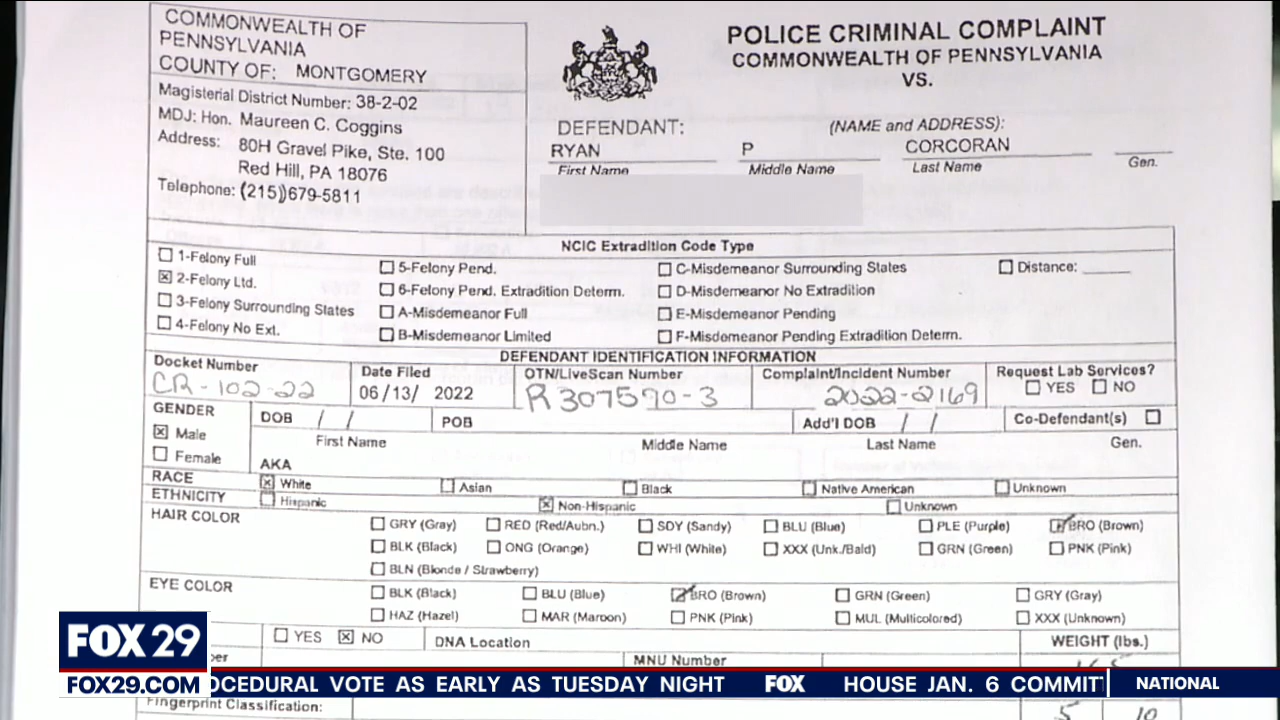 COMMONWEALTH OF
PENNSYLVANIA
COUNTY OF: MONTGOMERY
Magisterial District Number: 38-2-02
MDJ: Hon. Maureen C. Coggins
Address: 80H Gravel Pike, Ste. 100
Red Hill, PA 18076
Telephone: (215)679-5811
POLICE CRIMINAL COMPLAINT
COMMONWEALTH OF PENNSYLVANIA
VS.
DEFENDANT: (NAME and ADDRESS):
RYAN P CORCORAN
First Name Middle Name Last Name Gen.
NCIC Extradition Code Type
1-Felony Full
2-Felony Ltd.
3-Felony Surrounding States
4-Felony No Ext.
5-Felony Pend.
6-Felony Pend. Extradition Determ.
A-Misdemeanor Full
B-Misdemeanor Limited
C-Misdemeanor Surrounding States
D-Misdemeanor No Extradition
E-Misdemeanor Pending
F-Misdemeanor Pending Extradition Determ.
Distance:
DEFENDANT IDENTIFICATION INFORMATION
Docket Number
CR-102-22
Date Filed
06/13/ 2022
OTN/LiveScan Number
R 307590-3
Complaint/Incident Number
2022-2169
Request Lab Services?
YES NO
GENDER
Male
Female
DOB / /
POB
Add'l DOB / /
Co-Defendant(s)
First Name Middle Name Last Name Gen.
AKA
RACE White Asian Black Native American Unknown
ETHNICITY Hispanic Non-Hispanic Unknown
HAIR COLOR GRY (Gray) RED (Red/Aubn.) SDY (Sandy) BLU (Blue) PLE (Purple) BRO (Brown)
BLK (Black) ONG (Orange) WHI (White) XXX (Unk./Bald) GRN (Green) PNK (Pink)
BLN (Blonde / Strawberry)
EYE COLOR BLK (Black) BLU (Blue) BRO (Brown) GRN (Green) GRY (Gray)
HAZ (Hazel) MAR (Maroon) PNK (Pink) MUL (Multicolored) XXX (Unknown)
YES NO DNA Location WEIGHT (lbs.)
MNU Number
Fingerprint Classification: 5 10
FOX 29
FOX29.COM
OCEDURAL VOTE AS EARLY AS TUESDAY NIGHT FOX HOUSE JAN. 6 COMMIT
NATIONAL